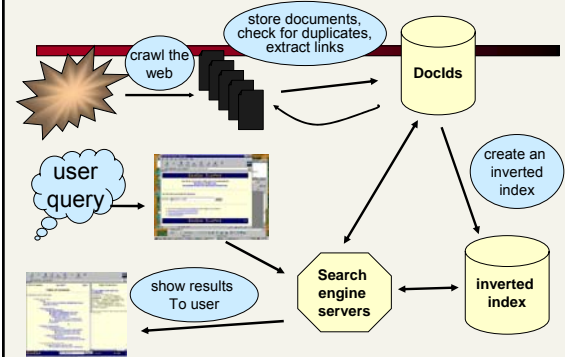 store documents,
check for duplicates,
extract links
crawl the
web
DocIds
create an
inverted
index
user
query
Search
engine
servers
inverted
index
show results
To user